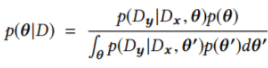 p(θ|D) = p(D_y|D_x, θ)p(θ) / ∫_θ p(D_y|D_x, θ′)p(θ′)dθ′